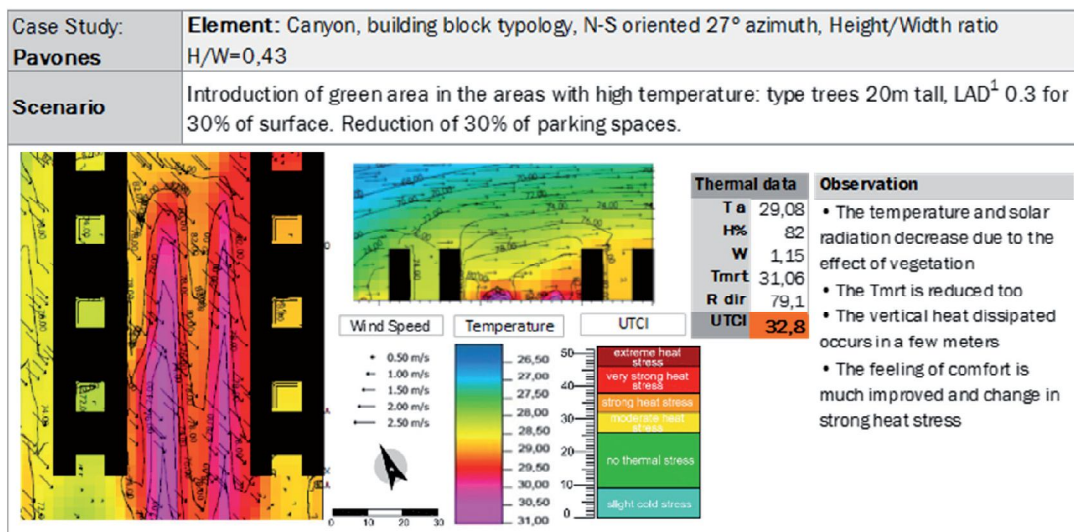 Case Study:
Pavones
Element: Canyon, building block typology, N-S oriented 27° azimuth, Height/Width ratio
H/W=0,43
Scenario
Introduction of green area in the areas with high temperature: type trees 20m tall, LAD¹ 0.3 for
30% of surface. Reduction of 30% of parking spaces.
Thermal data
Ta 29,08
H% 82
W 1,15
Tmrt 31,06
R dir 79,1
UTCI 32,8
Observation
• The temperature and solar
radiation decrease due to the
effect of vegetation
• The Tmrt is reduced too
• The vertical heat dissipated
occurs in a few meters
• The feeling of comfort is
much improved and change in
strong heat stress
Wind Speed
0.50 m/s
1.00 m/s
1.50 m/s
2.00 m/s
2.50 m/s
0 10 20 30
Temperature
26,50
27,00
27,50
28,00
28,50
29,00
29,50
30,00
30,50
31,00
UTCI
50
40
30
20
10
0
extreme heat
stress
very strong heat
stress
strong heat stress
moderate heat
stress
no thermal stress
slight cold stress